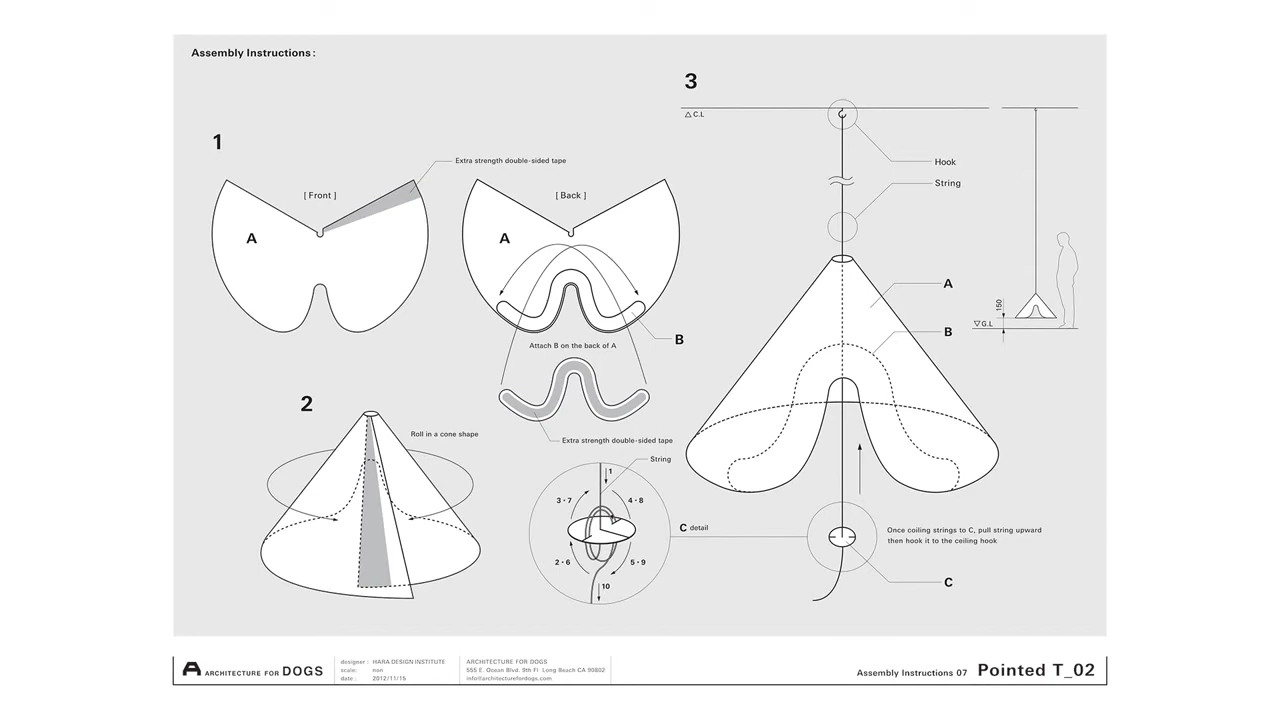 Assembly Instructions :
1
Extra strength double-sided tape
[ Front ]
A
[ Back ]
A
B
Attach B on the back of A
Extra strength double-sided tape
2
Roll in a cone shape
String
1
3・7
4・8
2・6
5・9
10
C detail
3
△ C.L
Hook
String
A
B
150
▽ G.L
Once coiling strings to C, pull string upward
then hook it to the ceiling hook
C
A ARCHITECTURE FOR DOGS
designer : HARA DESIGN INSTITUTE
scale: non
date : 2012/11/15
ARCHITECTURE FOR DOGS
555 E. Ocean Blvd. 9th Fl Long Beach CA 90802
info@architecturefordogs.com
Assembly Instructions 07 Pointed T_02